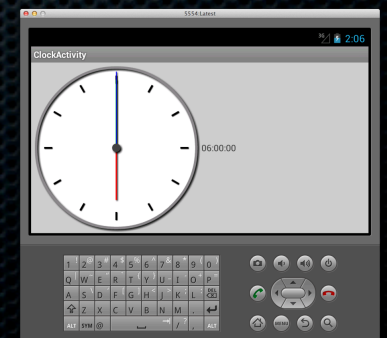 5554:Latest
3G 2:06
ClockActivity
06:00:00
1 2 3 4 5 6 7 8 9 0
Q W E R T Y U I O P
A S D F G H J K L DEL
Z X C V B N M .
ALT SYM @ / ? , ALT
MENU